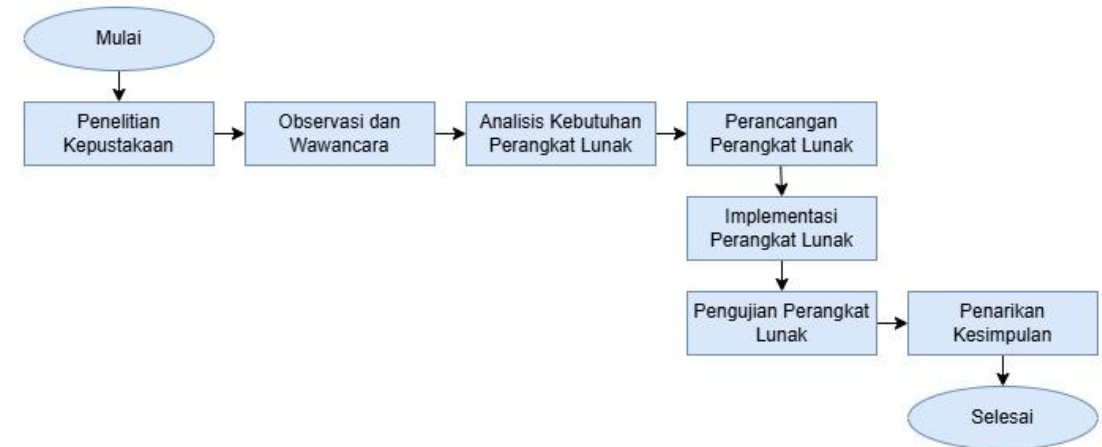 Mulai
Penelitian
Kepustakaan
Observasi dan
Wawancara
Analisis Kebutuhan
Perangkat Lunak
Perancangan
Perangkat Lunak
Implementasi
Perangkat Lunak
Pengujian Perangkat
Lunak
Penarikan
Kesimpulan
Selesai